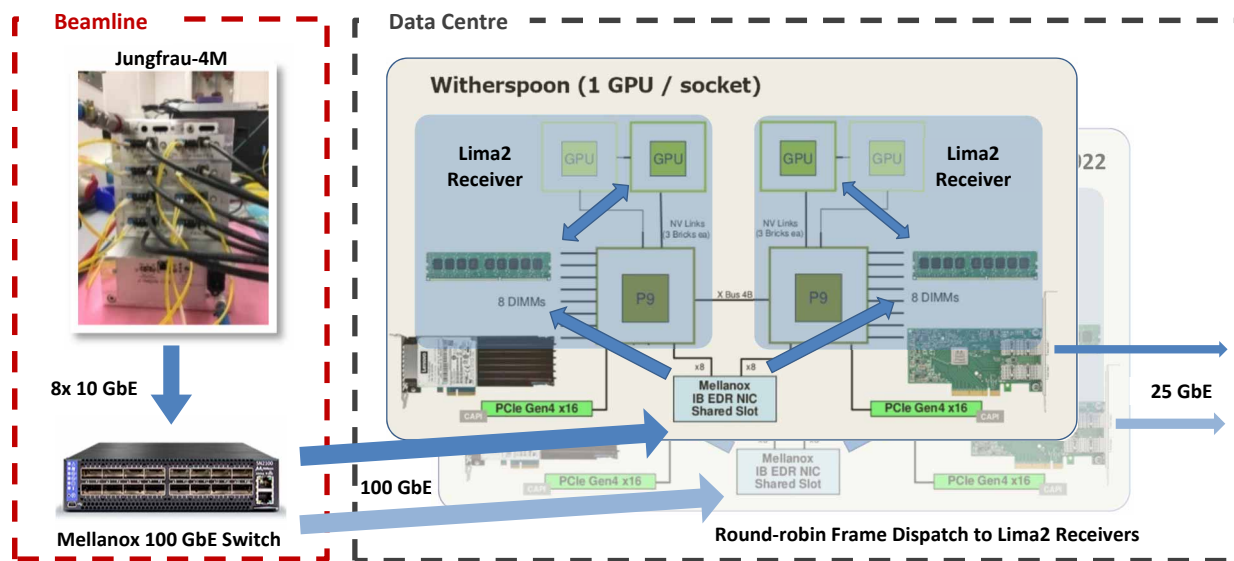 Beamline
Data Centre
Jungfrau-4M
Witherspoon (1 GPU / socket)
Lima2
Receiver
GPU
GPU
GPU
GPU
Lima2
Receiver
022
NV Links
(3 Bricks ea)
NV Links
(3 Bricks ea)
P9
X Bus 4B
P9
8 DIMMs
8 DIMMs
8x 10 GbE
x8
x8
Mellanox
IB EDR NIC
Shared Slot
PCIe Gen4 x16
CAPI
PCIe Gen4 x16
CAPI
25 GbE
SN2100
100 GbE
Mellanox
IB EDR NIC
Shared Slot
PCIe Gen4 x16
PCIe Gen4 x16
CAPI
Mellanox 100 GbE Switch
Round-robin Frame Dispatch to Lima2 Receivers